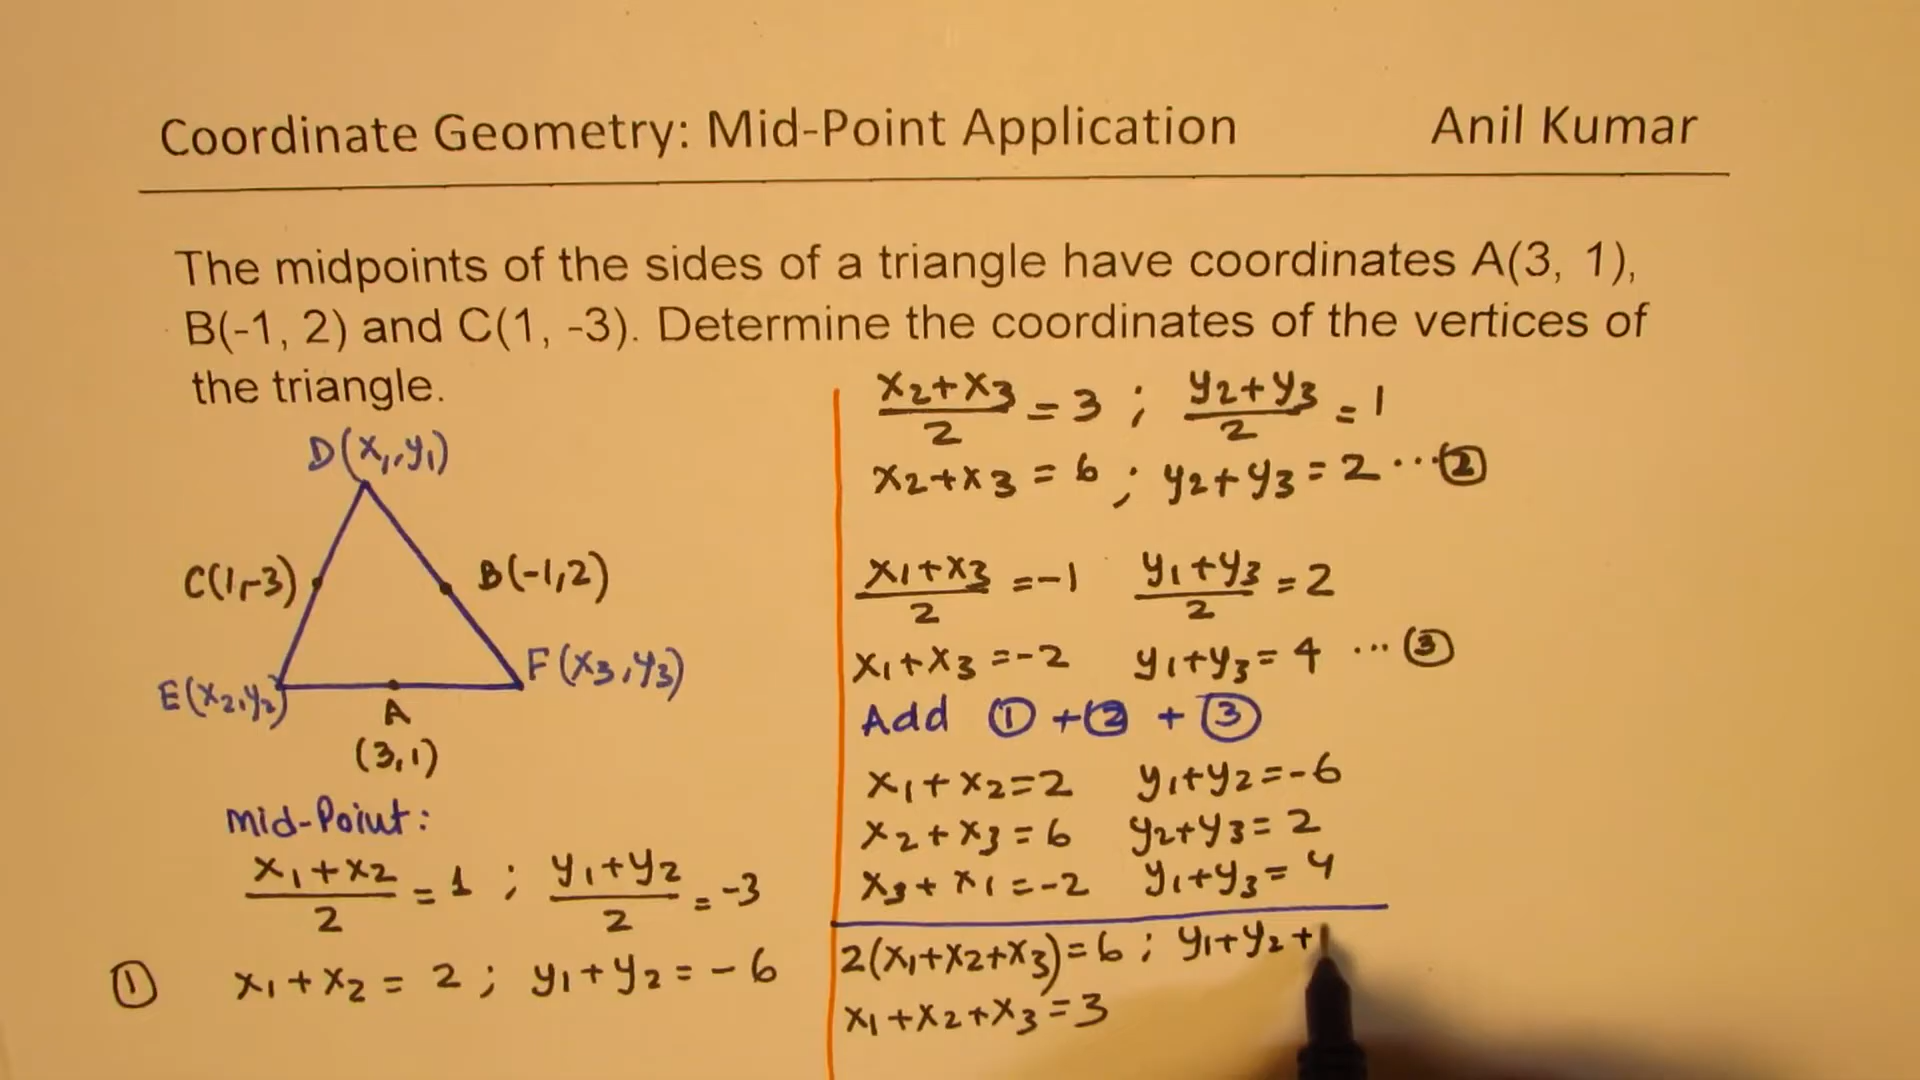 Coordinate Geometry: Mid-Point Application Anil Kumar
The midpoints of the sides of a triangle have coordinates A(3, 1),
B(-1, 2) and C(1, -3). Determine the coordinates of the vertices of
the triangle.
D(x₁,y₁)
C(1,-3)
B(-1,2)
E(x₂,y₂)
F(x₃,y₃)
A
(3,1)
Mid-Point:
(x₁+x₂)/2 = 1 ; (y₁+y₂)/2 = -3
① x₁+x₂ = 2 ; y₁+y₂ = -6
(x₂+x₃)/2 = 3 ; (y₂+y₃)/2 = 1
x₂+x₃ = 6 ; y₂+y₃ = 2 ...②
(x₁+x₃)/2 = -1 (y₁+y₃)/2 = 2
x₁+x₃ = -2 y₁+y₃ = 4 ...③
Add ① + ② + ③
x₁+x₂=2 y₁+y₂=-6
x₂+x₃=6 y₂+y₃=2
x₃+x₁=-2 y₁+y₃=4
2(x₁+x₂+x₃)=6 ; y₁+y₂+
x₁+x₂+x₃=3